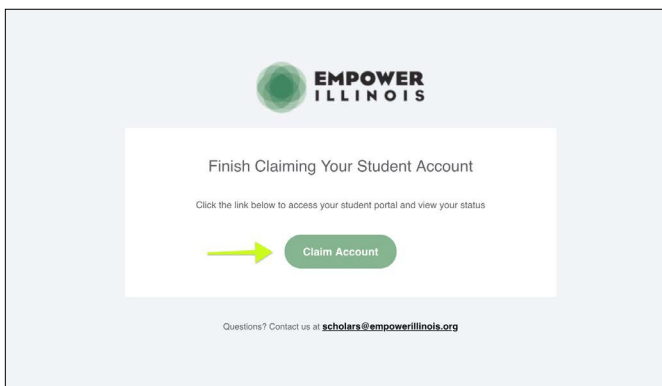 EMPOWER
ILLINOIS
Finish Claiming Your Student Account
Click the link below to access your student portal and view your status
Claim Account
Questions? Contact us at scholars@empowerillinois.org